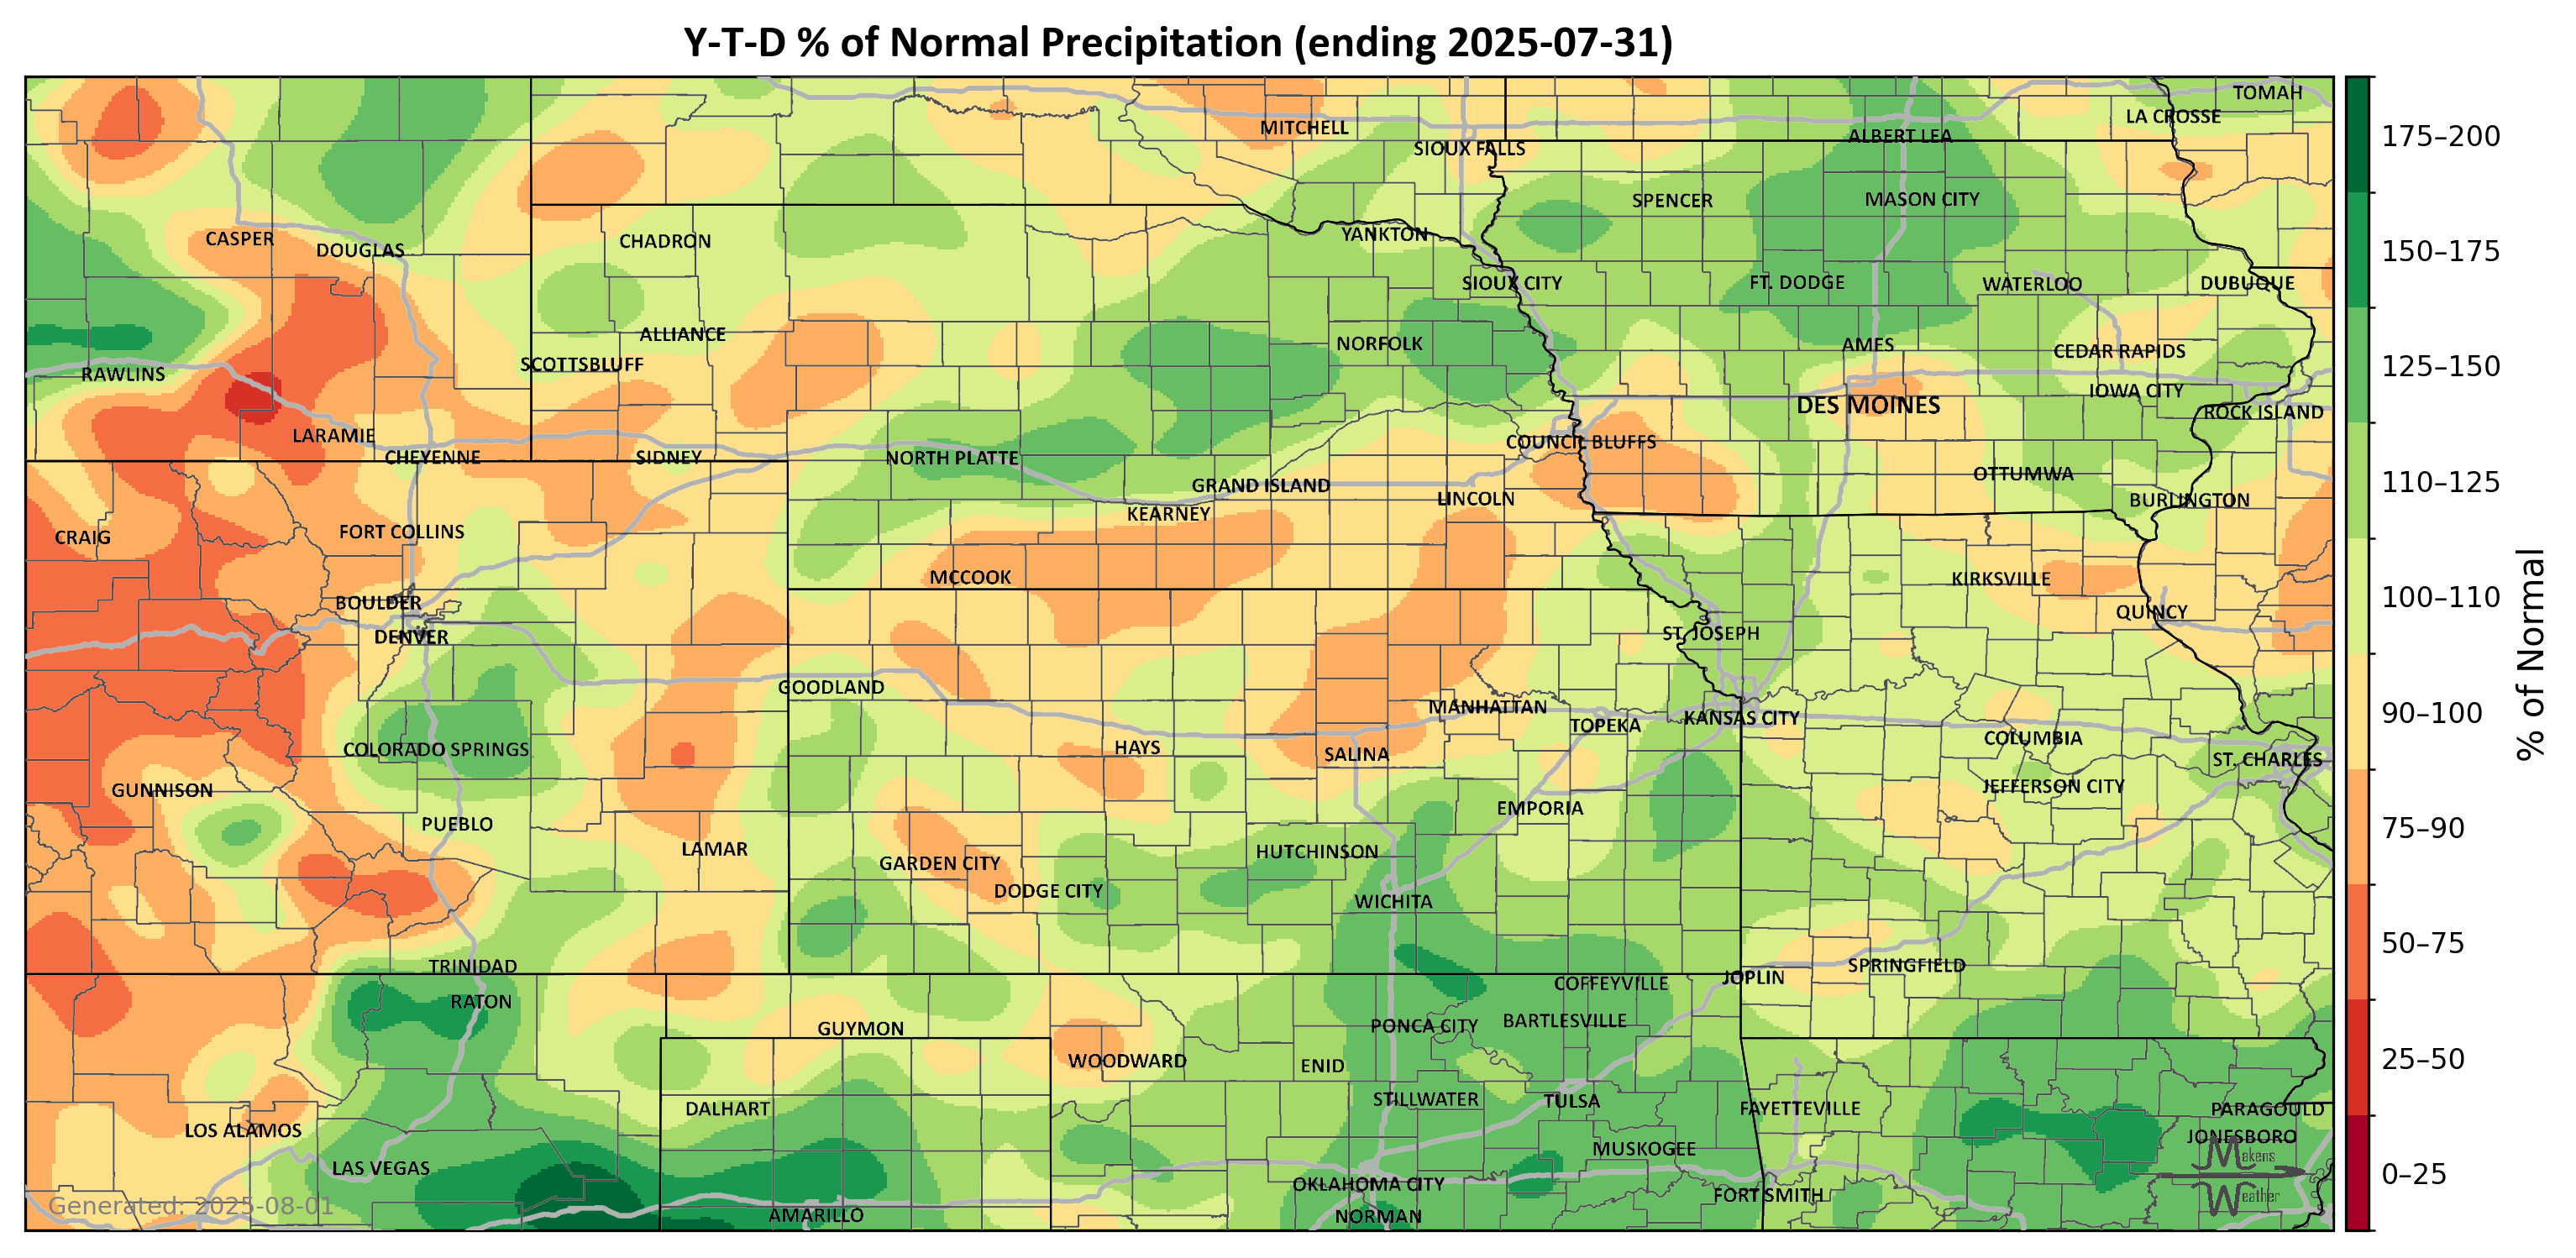 Y-T-D % of Normal Precipitation (ending 2025-07-31)
TOMAH
LA CROSSE
MITCHELL
ALBERT LEA
SIOUX FALLS
SPENCER
MASON CITY
YANKTON
CASPER
CHADRON
DOUGLAS
SIOUX CITY
FT. DODGE
WATERLOO
DUBUQUE
ALLIANCE
NORFOLK
AMES
CEDAR RAPIDS
SCOTTSBLUFF
RAWLINS
IOWA CITY
DES MOINES
ROCK ISLAND
LARAMIE
COUNCIL BLUFFS
CHEYENNE
SIDNEY
NORTH PLATTE
OTTUMWA
GRAND ISLAND
LINCOLN
BURLINGTON
KEARNEY
CRAIG
FORT COLLINS
MCCOOK
KIRKSVILLE
BOULDER
QUINCY
DENVER
ST. JOSEPH
GOODLAND
MANHATTAN
KANSAS CITY
TOPEKA
COLUMBIA
COLORADO SPRINGS
HAYS
SALINA
ST. CHARLES
GUNNISON
JEFFERSON CITY
EMPORIA
PUEBLO
LAMAR
HUTCHINSON
GARDEN CITY
DODGE CITY
WICHITA
TRINIDAD
SPRINGFIELD
JOPLIN
COFFEYVILLE
RATON
GUYMON
PONCA CITY
BARTLESVILLE
WOODWARD
ENID
DALHART
STILLWATER
TULSA
FAYETTEVILLE
PARAGOULD
LOS ALAMOS
JONESBORO
MUSKOGEE
LAS VEGAS
OKLAHOMA CITY
FORT SMITH
AMARILLO
NORMAN
Makens
Weather
Generated: 2025-08-01
175–200
150–175
125–150
110–125
100–110
90–100
75–90
50–75
25–50
0–25
% of Normal